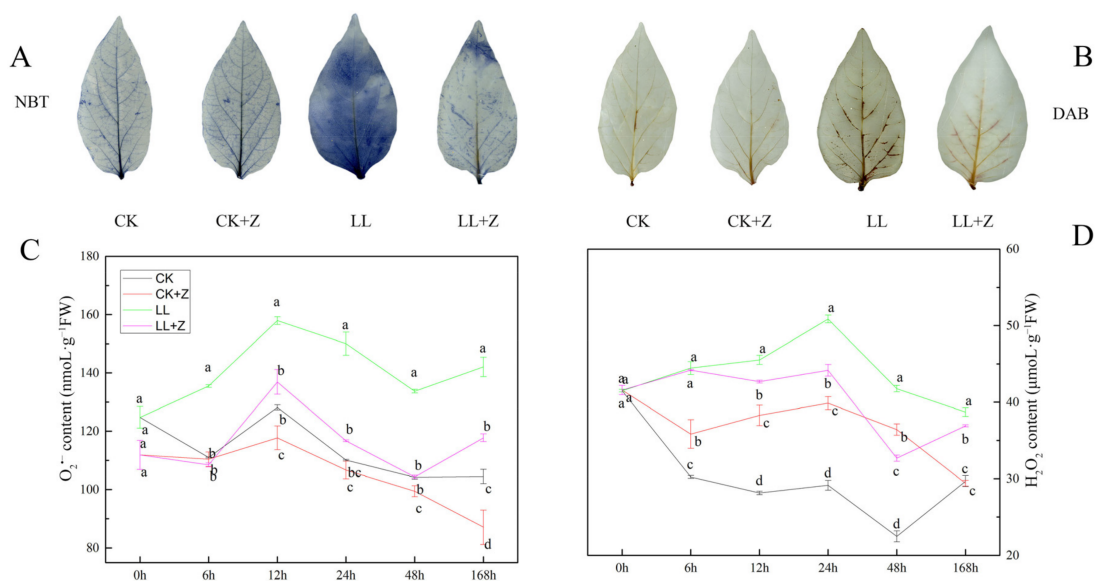 A
NBT
B
DAB
CK
CK+Z
LL
LL+Z
CK
CK+Z
LL
LL+Z
C
180
160
140
120
100
80
O₂•− content (nmoL·g⁻¹FW)
CK
CK+Z
LL
LL+Z
a
a
a
a
a
a
a
a
b
b
b
b
c
b
bc
c
b
b
c
b
c
d
0h
6h
12h
24h
48h
168h
D
60
50
40
30
20
H₂O₂ content (μmoL·g⁻¹FW)
a
a
a
a
a
a
b
c
a
b
c
d
a
b
c
d
a
b
c
d
a
b
c
c
0h
6h
12h
24h
48h
168h